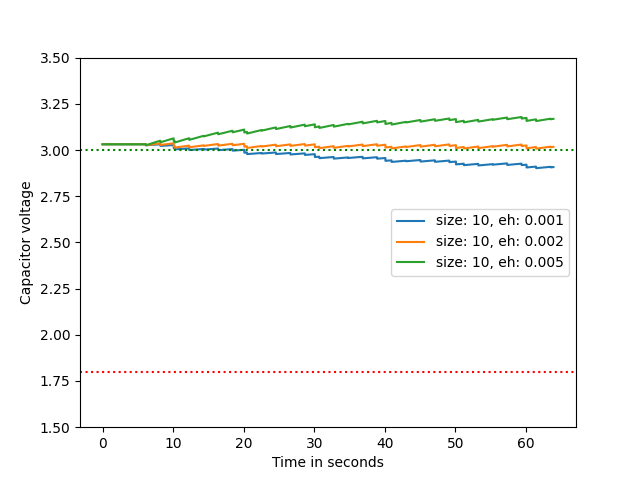 3.50
3.25
3.00
2.75
2.50
2.25
2.00
1.75
1.50
Capacitor voltage
size: 10, eh: 0.001
size: 10, eh: 0.002
size: 10, eh: 0.005
0 10 20 30 40 50 60
Time in seconds